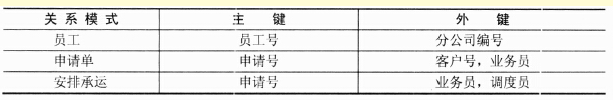 关系模式 主键 外键
员工 员工号 分公司编号
申请单 申请号 客户号，业务员
安排承运 申请号 业务员，调度员